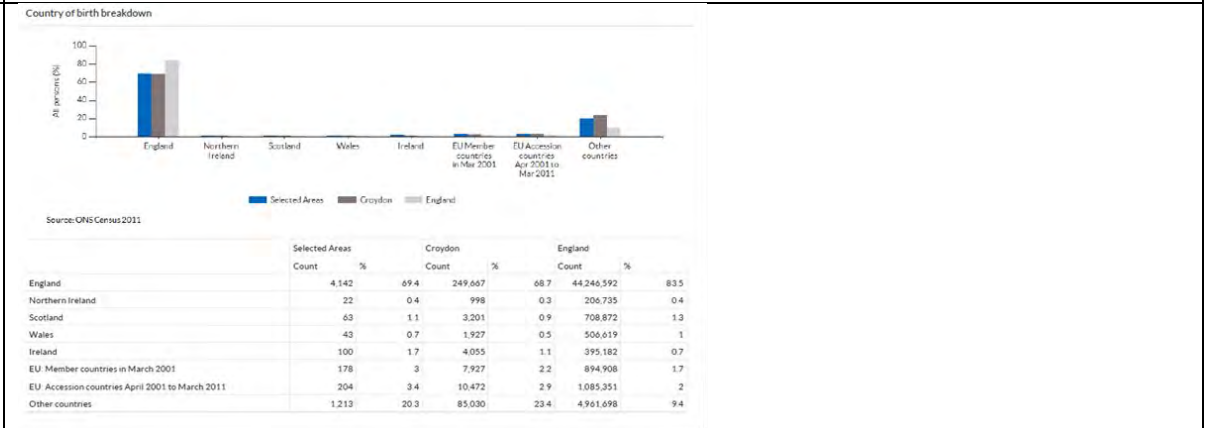 Country of birth breakdown
100
80
60
40
20
0
All persons (%)
England
Northern Ireland
Scotland
Wales
Ireland
EU Member countries in Mar 2001
EU Accession countries Apr 2001 to Mar 2011
Other countries
Selected Areas Croydon England
Source: ONS Census 2011
Selected Areas Croydon England
Count % Count % Count %
England 4,142 69.4 249,667 68.7 44,246,592 83.5
Northern Ireland 22 0.4 998 0.3 206,735 0.4
Scotland 63 1.1 3,201 0.9 708,872 1.3
Wales 43 0.7 1,927 0.5 506,619 1
Ireland 100 1.7 4,055 1.1 395,182 0.7
EU Member countries in March 2001 178 3 7,927 2.2 894,908 1.7
EU Accession countries April 2001 to March 2011 204 3.4 10,472 2.9 1,085,351 2
Other countries 1,213 20.3 85,030 23.4 4,961,698 9.4